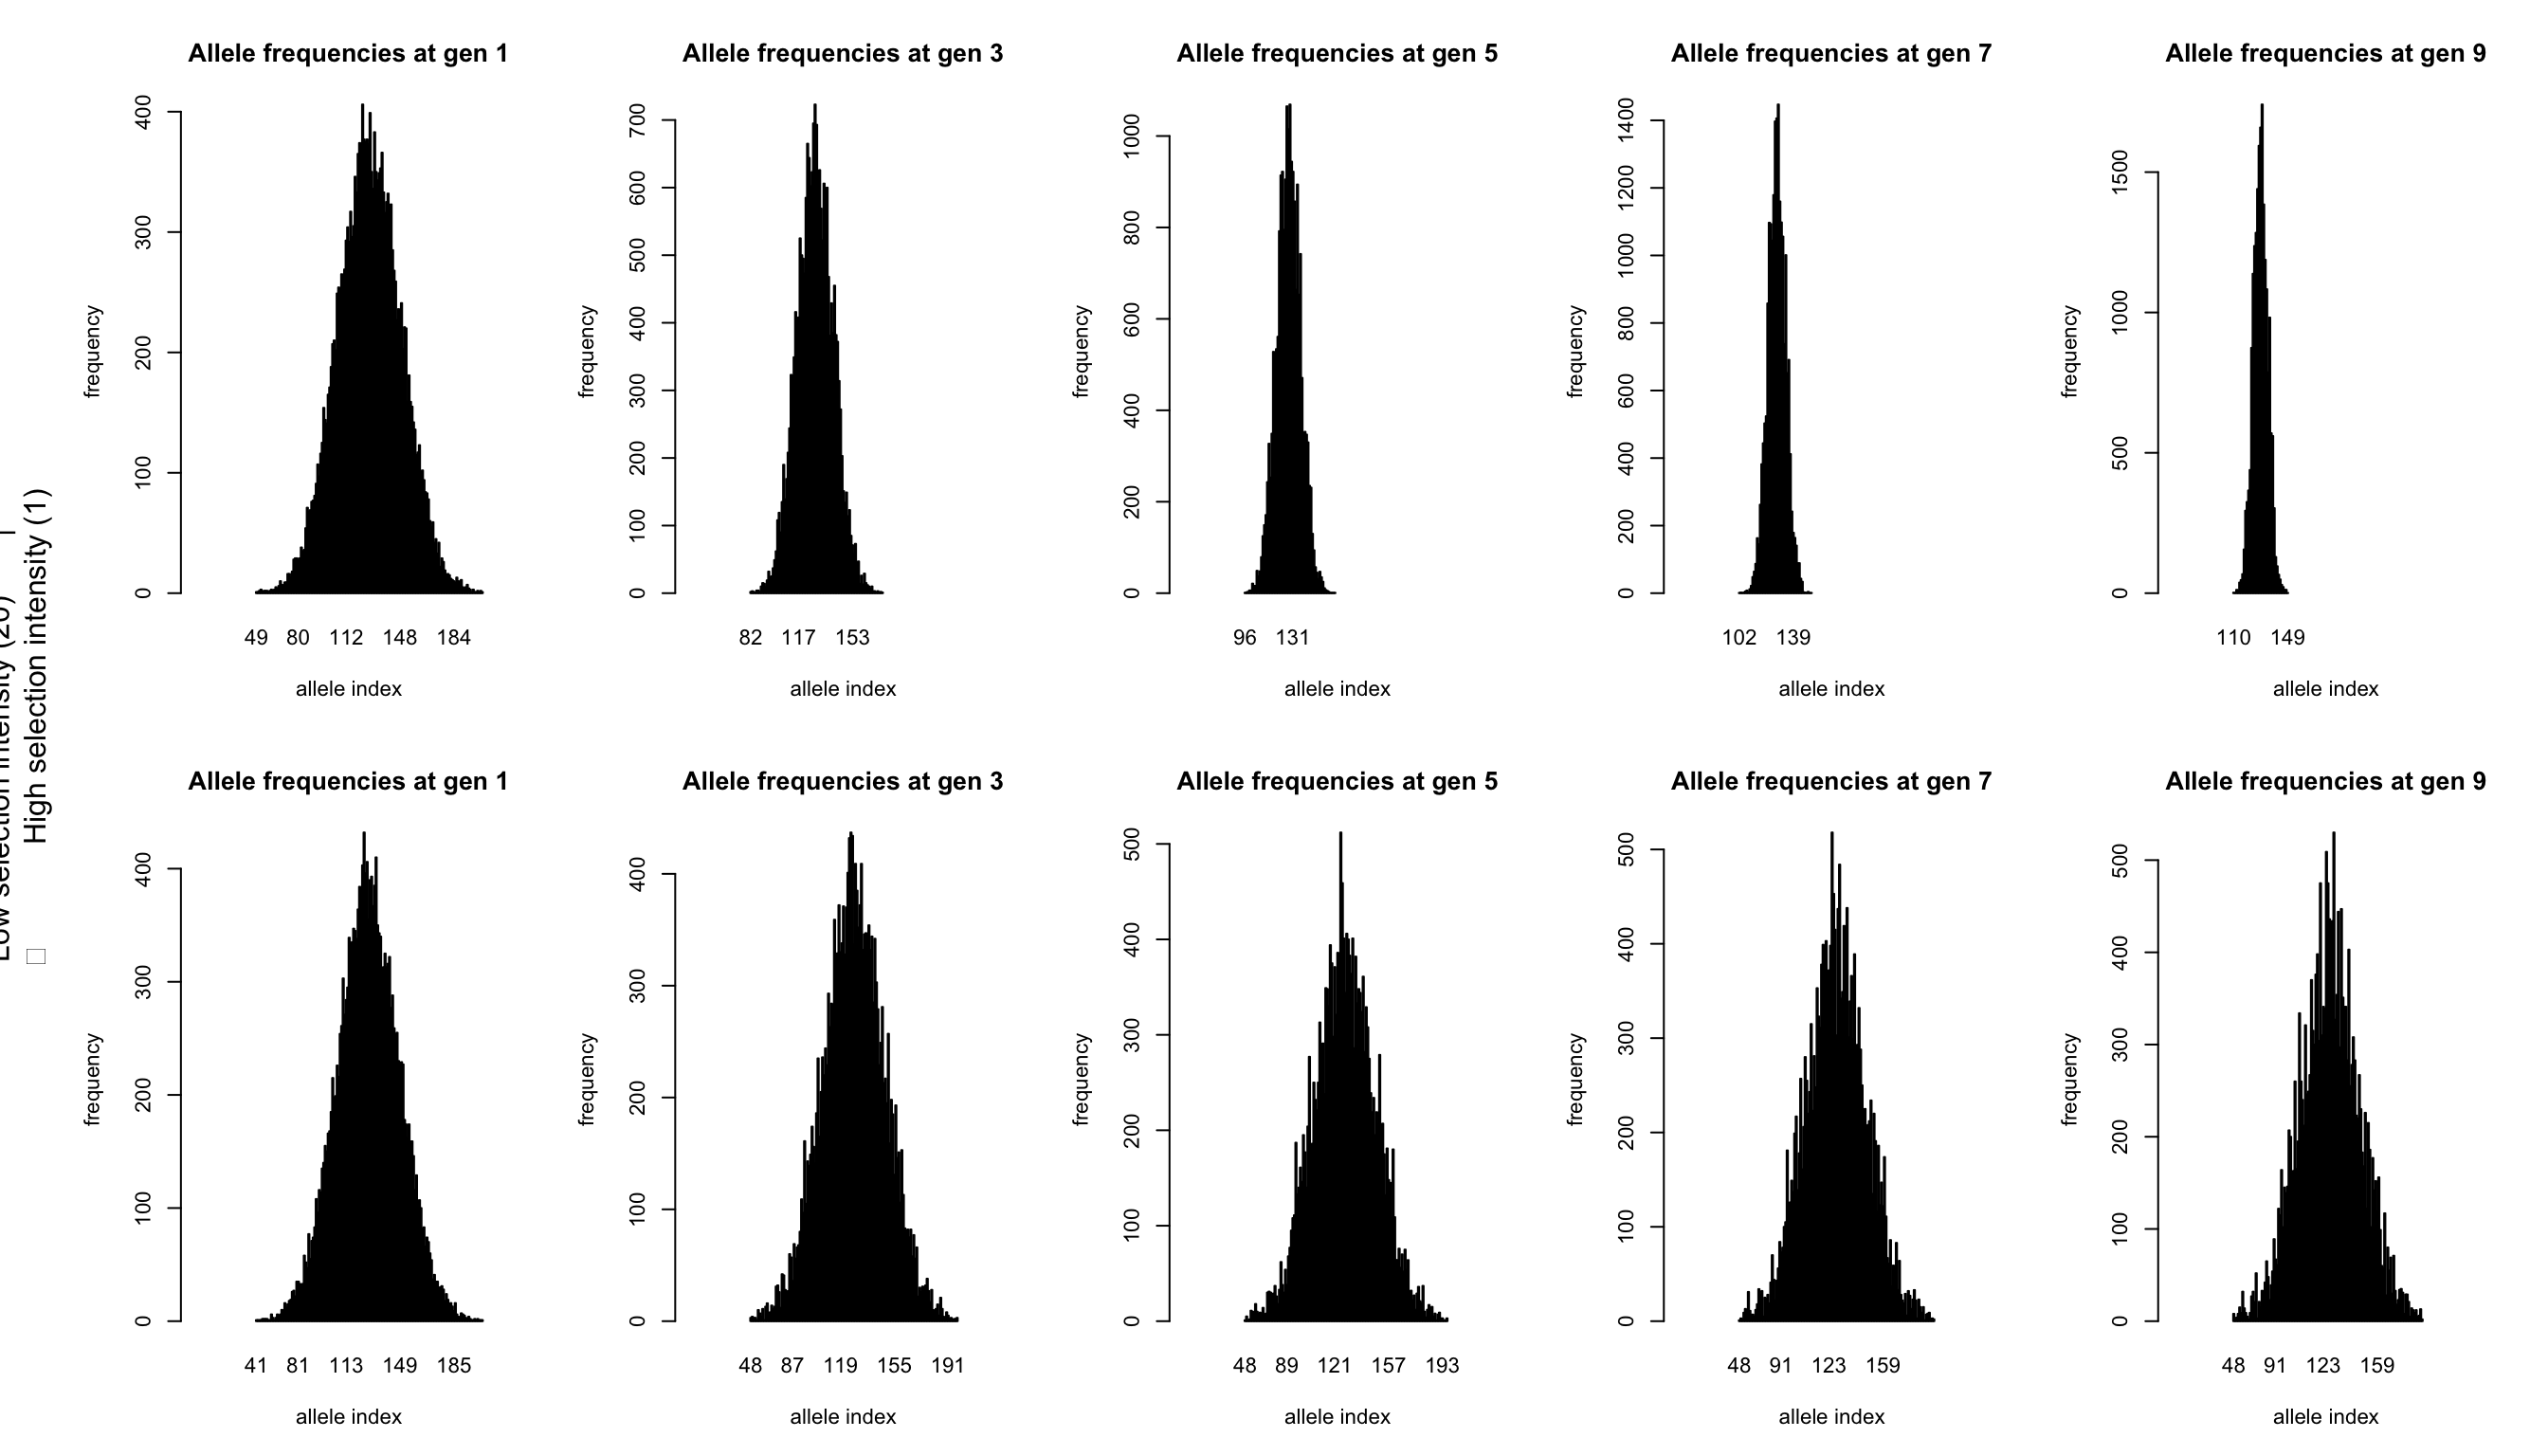 Allele frequencies at gen 1
400
300
200
100
0
frequency
49 80 112 148 184
allele index
Allele frequencies at gen 3
700
600
500
400
300
200
100
0
frequency
82 117 153
allele index
Allele frequencies at gen 5
1000
800
600
400
200
0
frequency
96 131
allele index
Allele frequencies at gen 7
1400
1200
1000
800
600
400
200
0
frequency
102 139
allele index
Allele frequencies at gen 9
1500
1000
500
0
frequency
110 149
allele index
Low selection intensity (20)
High selection intensity (1)
Allele frequencies at gen 1
400
300
200
100
0
frequency
41 81 113 149 185
allele index
Allele frequencies at gen 3
400
300
200
100
0
frequency
48 87 119 155 191
allele index
Allele frequencies at gen 5
500
400
300
200
100
0
frequency
48 89 121 157 193
allele index
Allele frequencies at gen 7
500
400
300
200
100
0
frequency
48 91 123 159
allele index
Allele frequencies at gen 9
500
400
300
200
100
0
frequency
48 91 123 159
allele index